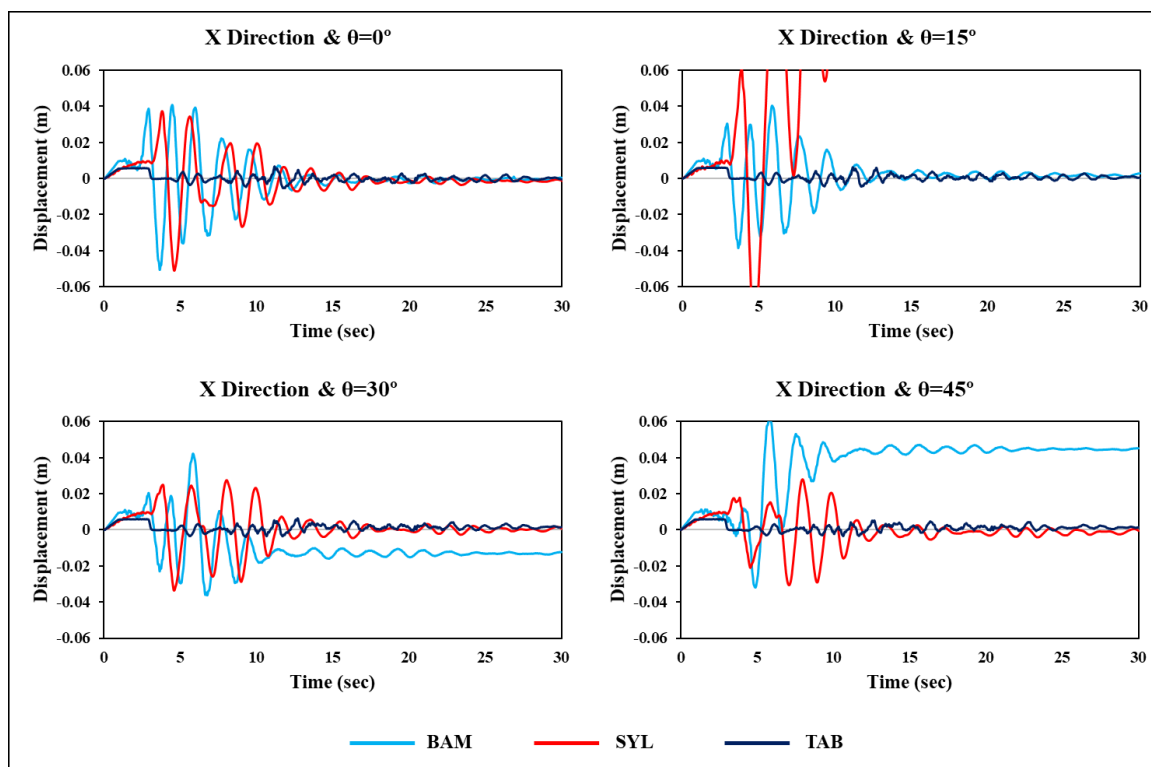 X Direction & θ=0º
Displacement (m)
0.06
0.04
0.02
0
-0.02
-0.04
-0.06
0 5 10 15 20 25 30
Time (sec)
X Direction & θ=15º
Displacement (m)
0.06
0.04
0.02
0
-0.02
-0.04
-0.06
0 5 10 15 20 25 30
Time (sec)
X Direction & θ=30º
Displacement (m)
0.06
0.04
0.02
0
-0.02
-0.04
-0.06
0 5 10 15 20 25 30
Time (sec)
X Direction & θ=45º
Displacement (m)
0.06
0.04
0.02
0
-0.02
-0.04
-0.06
0 5 10 15 20 25 30
Time (sec)
BAM SYL TAB